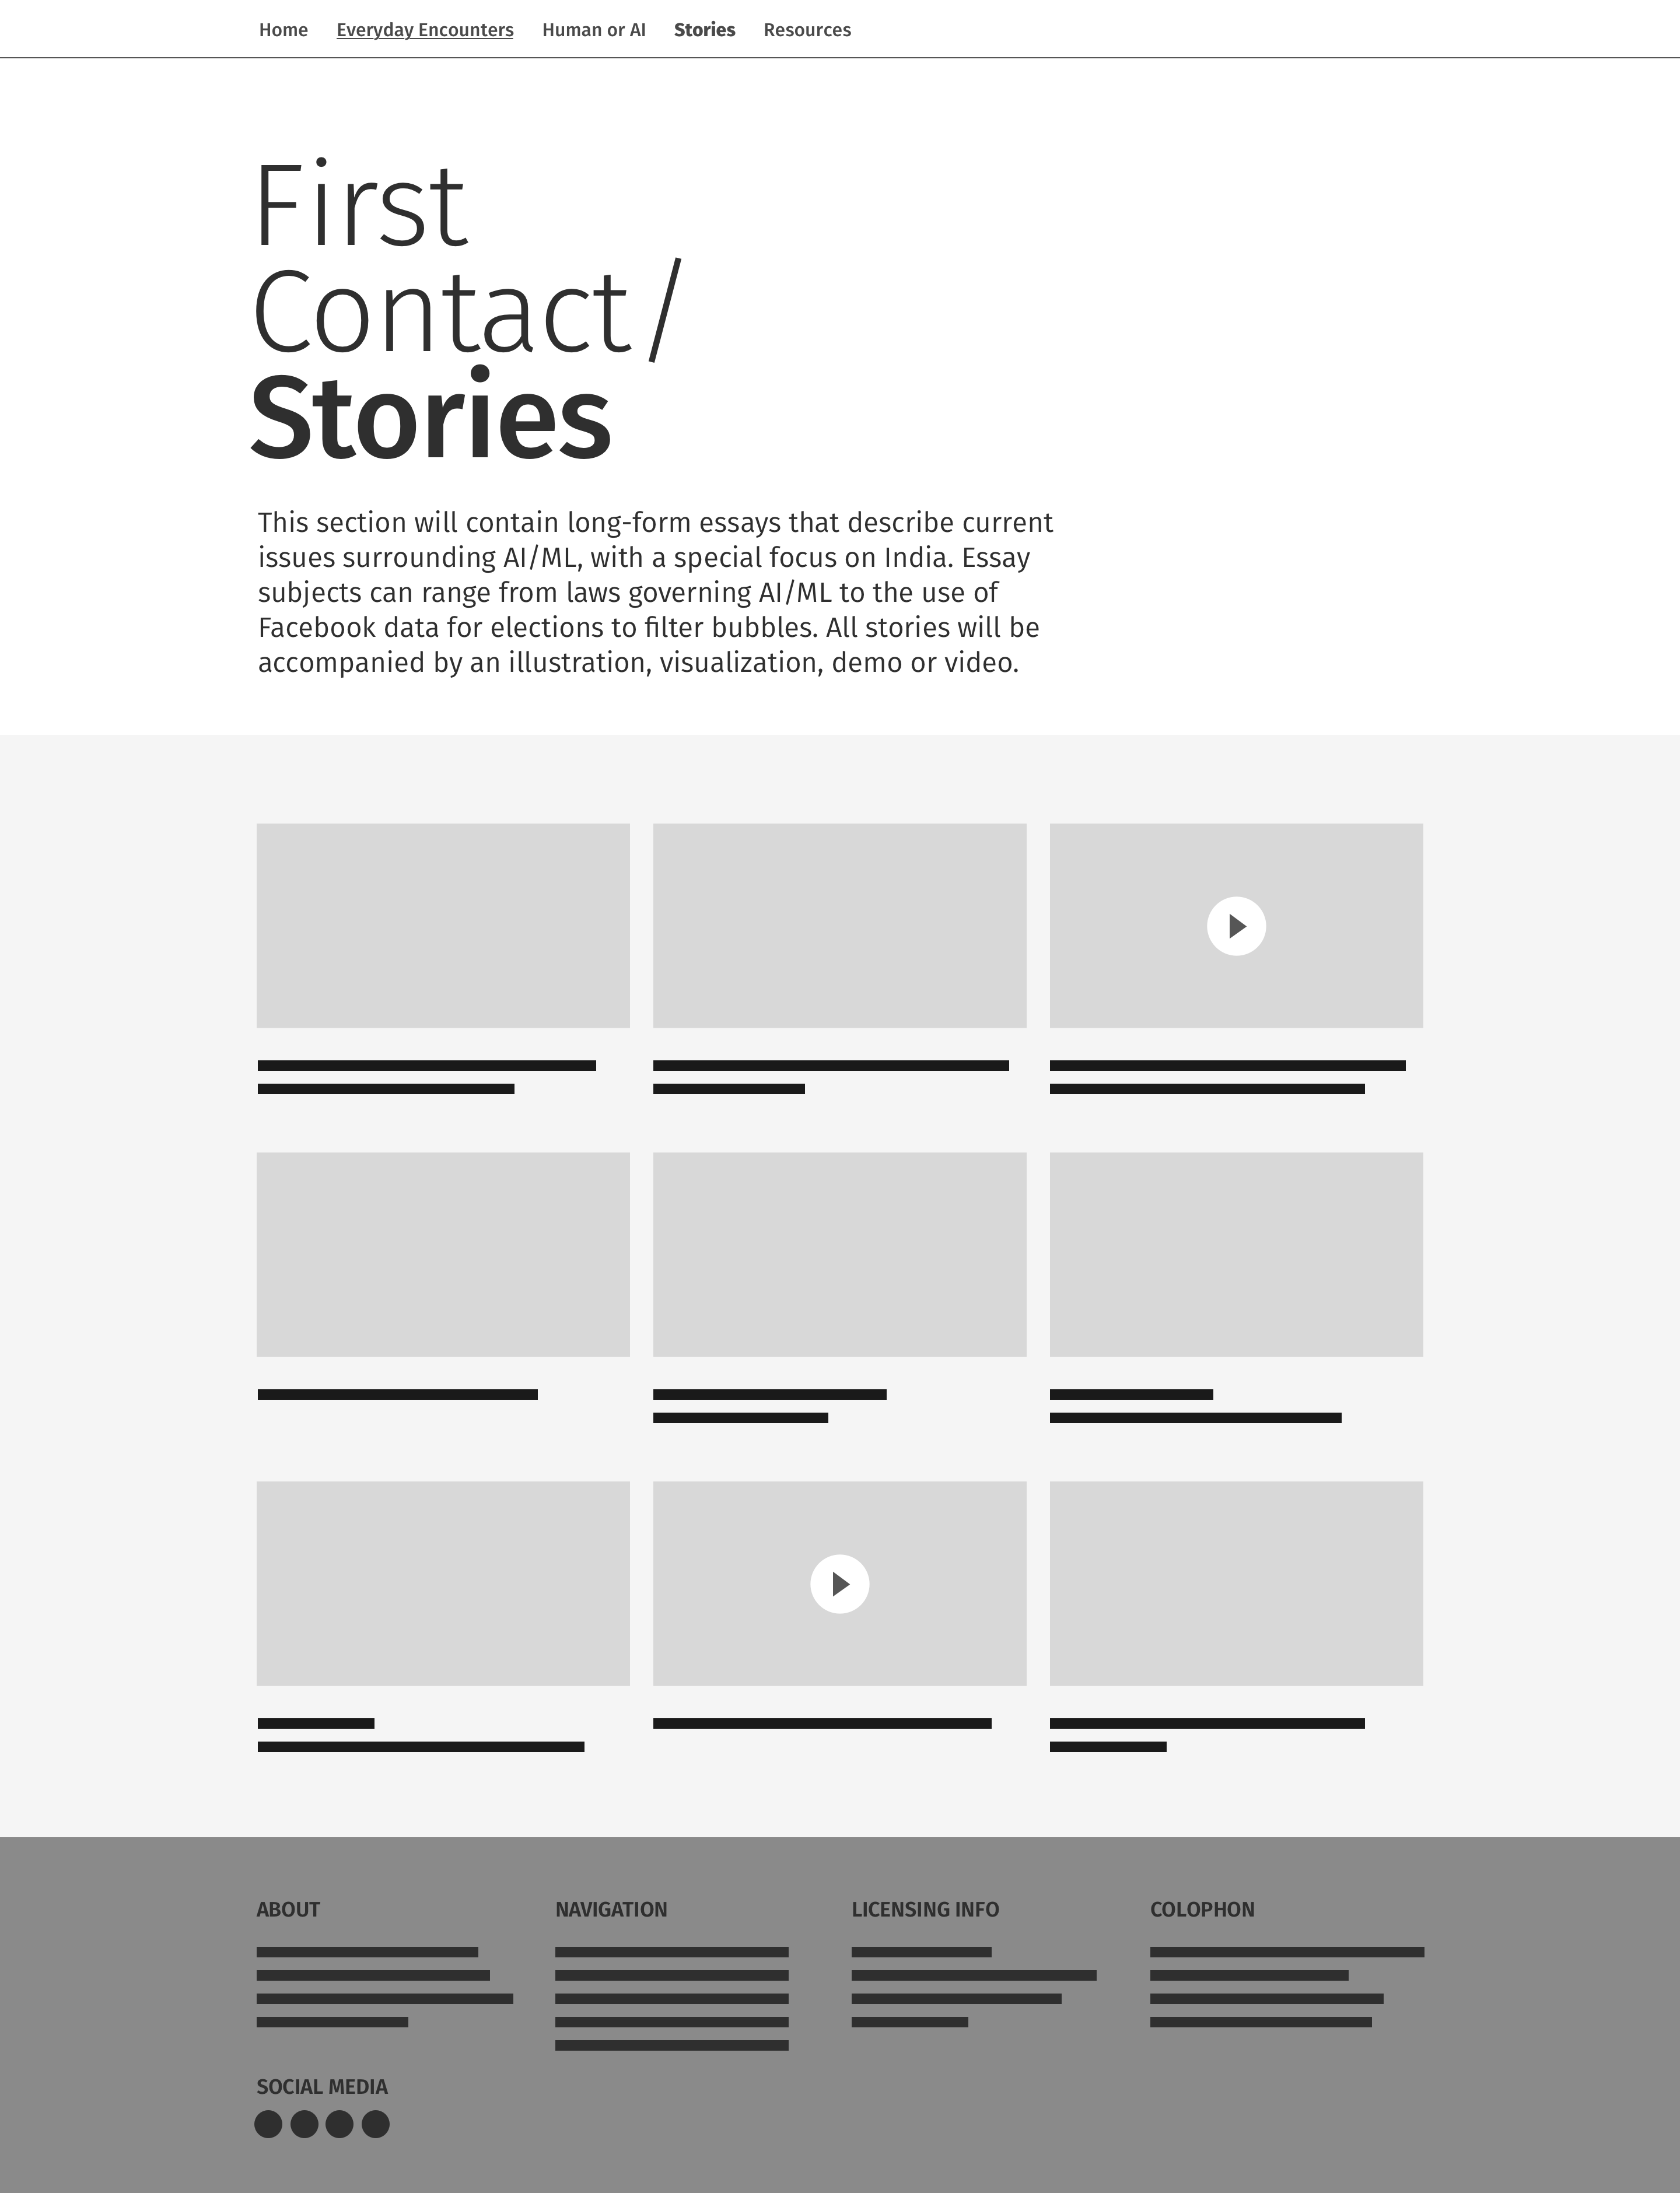 Home Everyday Encounters Human or AI Stories Resources
First
Contact/
Stories
This section will contain long-form essays that describe current
issues surrounding AI/ML, with a special focus on India. Essay
subjects can range from laws governing AI/ML to the use of
Facebook data for elections to filter bubbles. All stories will be
accompanied by an illustration, visualization, demo or video.
ABOUT NAVIGATION LICENSING INFO COLOPHON
SOCIAL MEDIA